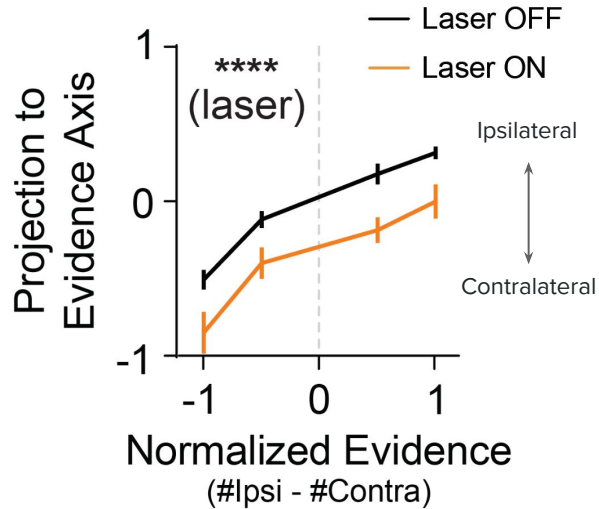 Laser OFF
Laser ON
****
(laser)
Projection to
Evidence Axis
1
0
-1
Ipsilateral
Contralateral
-1
0
1
Normalized Evidence
(#Ipsi - #Contra)